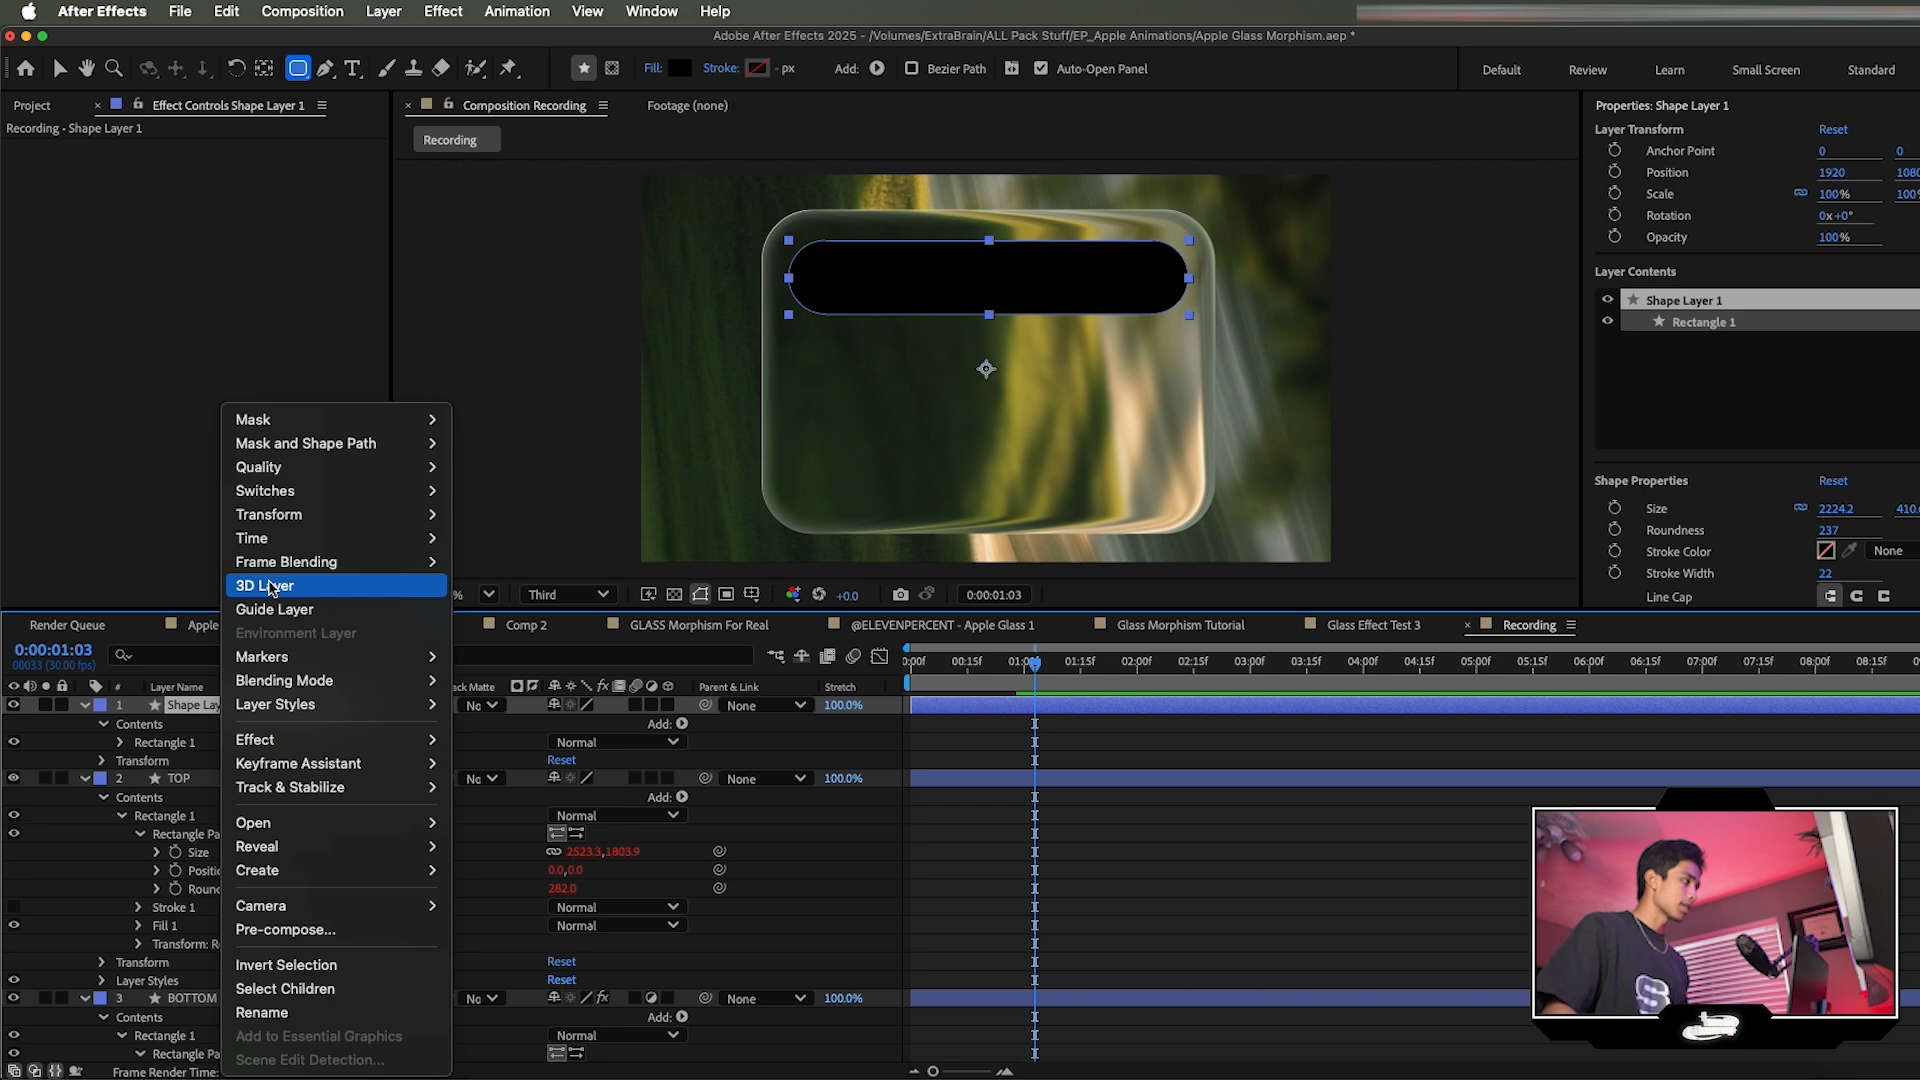 After Effects File Edit Composition Layer Effect Animation View Window Help
Adobe After Effects 2025 - /Volumes/ExtraBrain/ALL Pack Stuff/EP_Apple Animations/Apple Glass Morphism.aep *
Fill: Stroke: - px Add: Bezier Path Auto-Open Panel Default Review Learn Small Screen Standard
Project × Effect Controls Shape Layer 1 × Composition Recording Footage (none) Properties: Shape Layer 1
Recording • Shape Layer 1
Recording
Layer Transform Reset
Anchor Point 0 0
Position 1920 1080
Scale 100% 100%
Rotation 0x+0°
Opacity 100%
Layer Contents
Shape Layer 1
Rectangle 1
Shape Properties Reset
Size 2224.2 410.
Roundness 237
Stroke Color None
Stroke Width 22
Line Cap
Mask
Mask and Shape Path
Quality
Switches
Transform
Time
Frame Blending
3D Layer
Guide Layer
Environment Layer
Markers
Blending Mode
Layer Styles
Effect
Keyframe Assistant
Track & Stabilize
Open
Reveal
Create
Camera
Pre-compose...
Invert Selection
Select Children
Rename
Add to Essential Graphics
Scene Edit Detection...
% Third +0.0 0:00:01:03
Render Queue Apple Comp 2 GLASS Morphism For Real @ELEVENPERCENT - Apple Glass 1 Glass Morphism Tutorial Glass Effect Test 3 × Recording
0:00:01:03
00033 (30.00 fps)
0:00f 00:15f 01:00f 01:15f 02:00f 02:15f 03:00f 03:15f 04:00f 04:15f 05:00f 05:15f 06:00f 06:15f 07:00f 07:15f 08:00f 08:15f
# Layer Name ack Matte fx Parent & Link Stretch
1 Shape Lay No None 100.0%
Contents Add:
Rectangle 1 Normal
Transform Reset
2 TOP No None 100.0%
Contents Add:
Rectangle 1 Normal
Rectangle Pa
Size 2523.3,1803.9
Positic 0.0,0.0
Round 282.0
Stroke 1 Normal
Fill 1 Normal
Transform: R
Transform Reset
Layer Styles Reset
3 BOTTOM No fx None 100.0%
Contents Add:
Rectangle 1 Normal
Rectangle Pa
Frame Render Time:
S